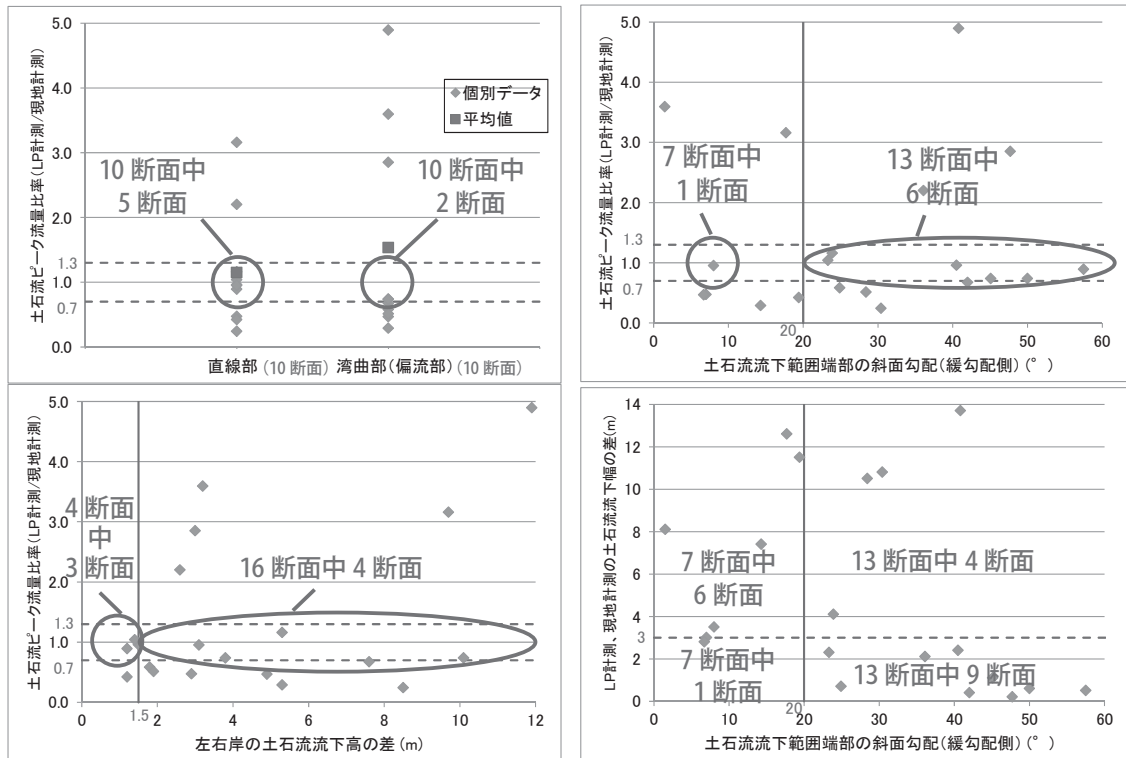 5.0
4.0
3.0
2.0
1.3
1.0
0.7
0.0
土石流ピーク流量比率(LP計測/現地計測)
個別データ
平均値
10 断面中
5 断面
10 断面中
2 断面
直線部 (10 断面) 湾曲部(偏流部) (10 断面)
5.0
4.0
3.0
2.0
1.3
1.0
0.7
0.0
土石流ピーク流量比率(LP計測/現地計測)
7 断面中
1 断面
13 断面中
6 断面
0 10 20 30 40 50 60
20
土石流流下範囲端部の斜面勾配(緩勾配側) (°)
5.0
4.0
3.0
2.0
1.3
1.0
0.7
0.0
土石流ピーク流量比率(LP計測/現地計測)
4 断面
中
3 断面
16 断面中 4 断面
0 2 4 6 8 10 12
1.5
左右岸の土石流流下高の差 (m)
14
12
10
8
6
4
3
2
0
LP計測、現地計測の土石流流下幅の差(m)
7 断面中
6 断面
13 断面中 4 断面
7 断面中
1 断面
13 断面中 9 断面
0 10 20 30 40 50 60
20
土石流流下範囲端部の斜面勾配(緩勾配側) (°)